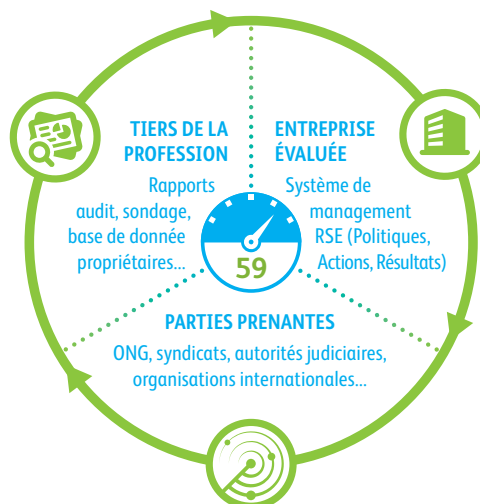 TIERS DE LA
PROFESSION
Rapports
audit, sondage,
base de donnée
propriétaires...
ENTREPRISE
ÉVALUÉE
Système de
management
RSE (Politiques,
Actions, Résultats)
59
PARTIES PRENANTES
ONG, syndicats, autorités judiciaires,
organisations internationales...